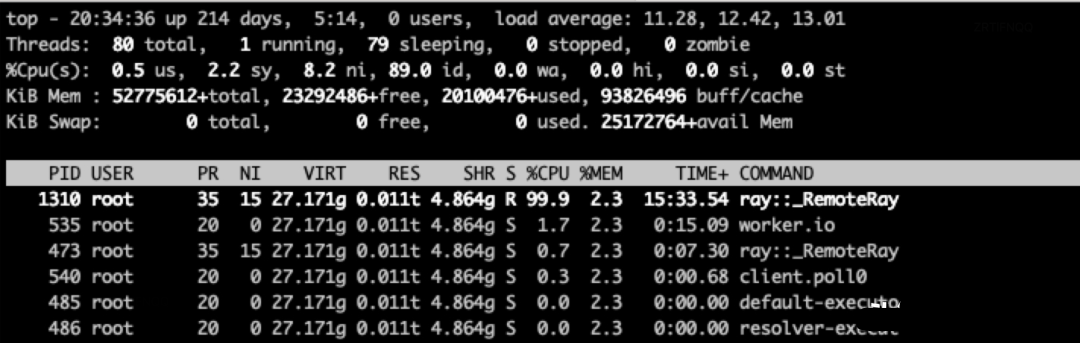 top - 20:34:36 up 214 days,  5:14,  0 users,  load average: 11.28, 12.42, 13.01
Threads:  80 total,   1 running,  79 sleeping,   0 stopped,   0 zombie
%Cpu(s):  0.5 us,  2.2 sy,  8.2 ni, 89.0 id,  0.0 wa,  0.0 hi,  0.0 si,  0.0 st
KiB Mem : 52775612+total, 23292486+free, 20100476+used, 93826496 buff/cache
KiB Swap:        0 total,        0 free,        0 used. 25172764+avail Mem
PID USER      PR  NI    VIRT    RES    SHR S %CPU %MEM     TIME+ COMMAND
1310 root      35  15 27.171g 0.011t 4.864g R 99.9  2.3  15:33.54 ray::_RemoteRay
535 root      20   0 27.171g 0.011t 4.864g S  1.7  2.3   0:15.09 worker.io
473 root      35  15 27.171g 0.011t 4.864g S  0.7  2.3   0:07.30 ray::_RemoteRay
540 root      20   0 27.171g 0.011t 4.864g S  0.3  2.3   0:00.68 client.poll0
485 root      20   0 27.171g 0.011t 4.864g S  0.0  2.3   0:00.00 default-executo
486 root      20   0 27.171g 0.011t 4.864g S  0.0  2.3   0:00.00 resolver-execut